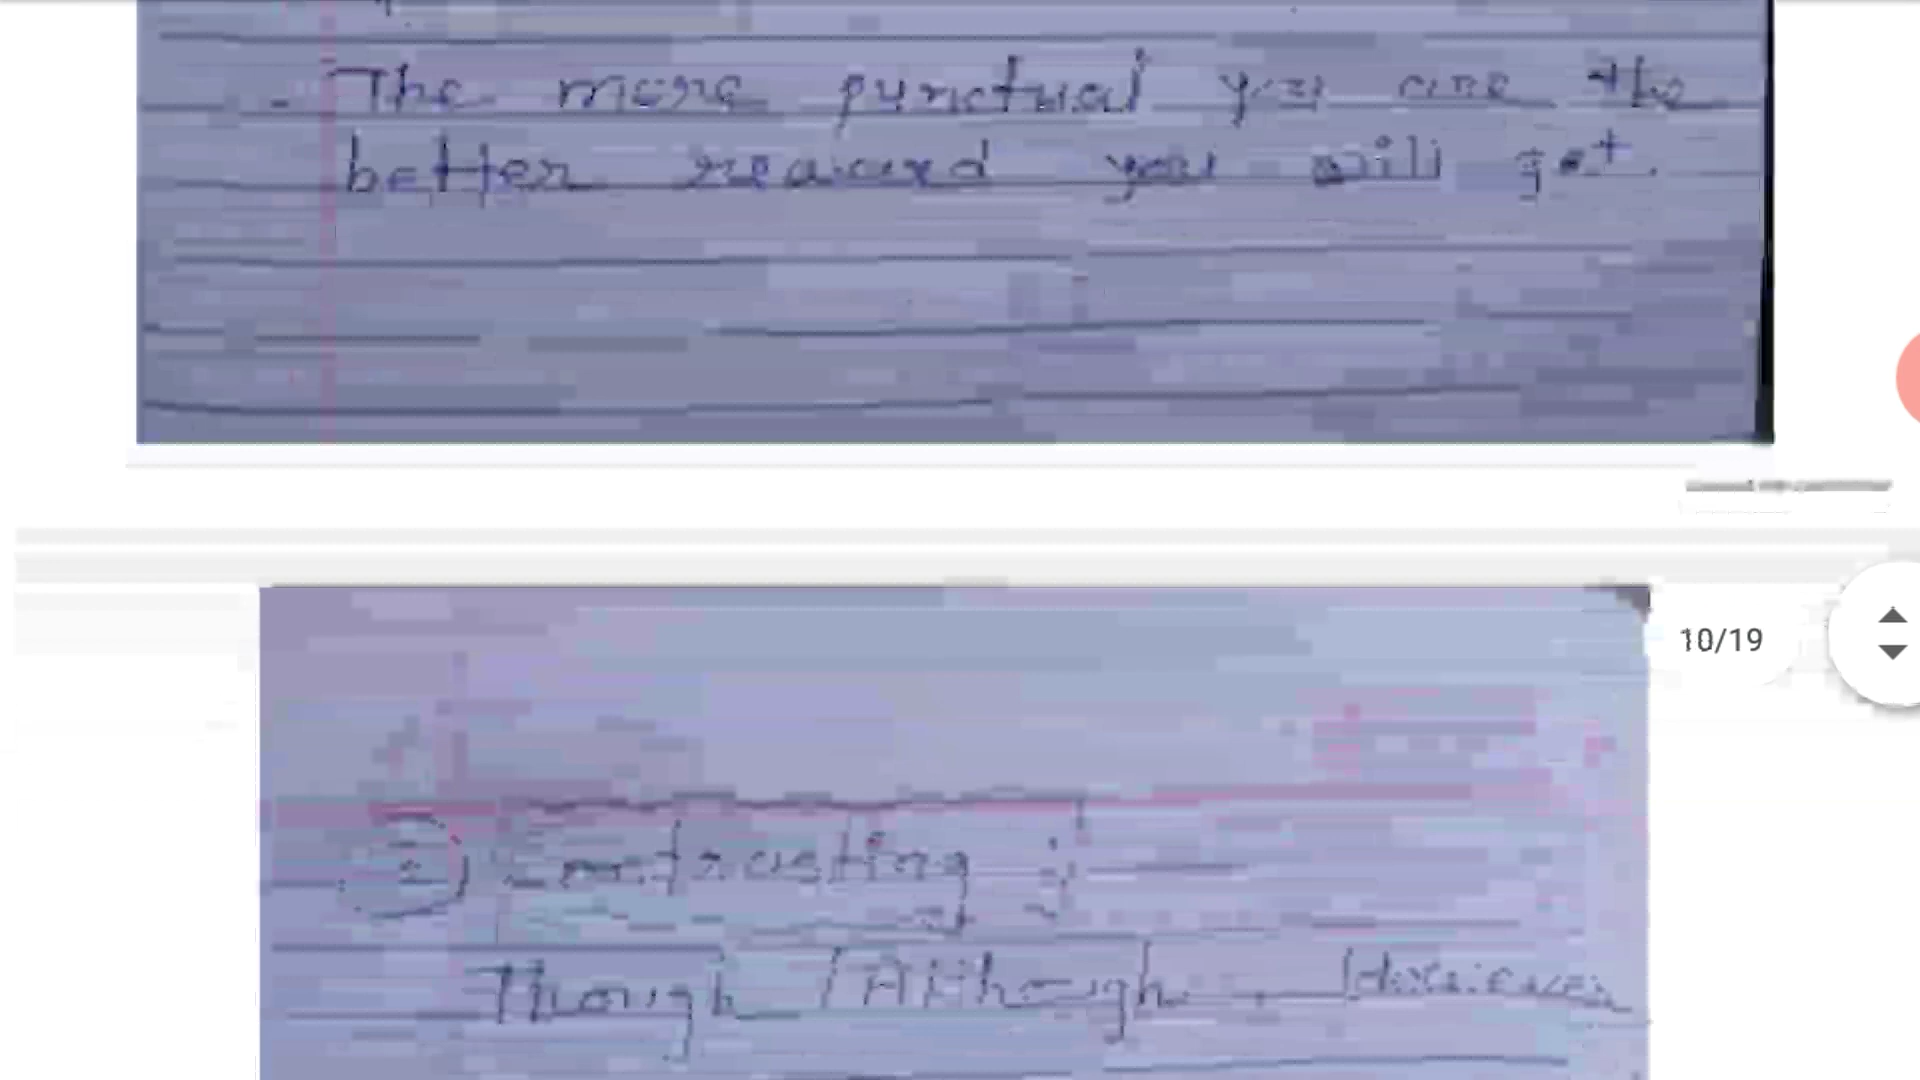 - The more punctual you are the
better reward you will get.
10/19
2) Contrasting :-
Though / Although, However